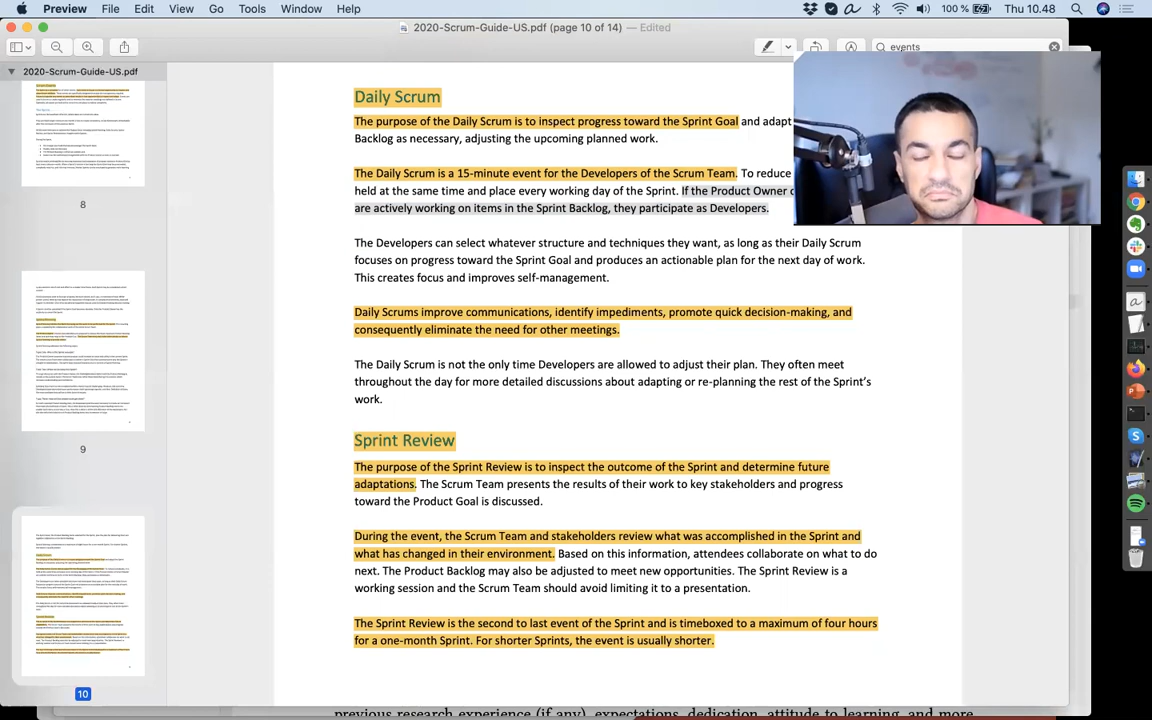 Preview File Edit View Go Tools Window Help 100 % Thu 10.48
2020-Scrum-Guide-US.pdf (page 10 of 14) — Edited
events
2020-Scrum-Guide-US.pdf
8
9
10
Daily Scrum
The purpose of the Daily Scrum is to inspect progress toward the Sprint Goal and adapt
Backlog as necessary, adjusting the upcoming planned work.
The Daily Scrum is a 15-minute event for the Developers of the Scrum Team. To reduce
held at the same time and place every working day of the Sprint. If the Product Owner
are actively working on items in the Sprint Backlog, they participate as Developers.
The Developers can select whatever structure and techniques they want, as long as their Daily Scrum
focuses on progress toward the Sprint Goal and produces an actionable plan for the next day of work.
This creates focus and improves self-management.
Daily Scrums improve communications, identify impediments, promote quick decision-making, and
consequently eliminate the need for other meetings.
The Daily Scrum is not the only time Developers are allowed to adjust their plan. They often meet
throughout the day for more detailed discussions about adapting or re-planning the rest of the Sprint's
work.
Sprint Review
The purpose of the Sprint Review is to inspect the outcome of the Sprint and determine future
adaptations. The Scrum Team presents the results of their work to key stakeholders and progress
toward the Product Goal is discussed.
During the event, the Scrum Team and stakeholders review what was accomplished in the Sprint and
what has changed in their environment. Based on this information, attendees collaborate on what to do
next. The Product Backlog may also be adjusted to meet new opportunities. The Sprint Review is a
working session and the Scrum Team should avoid limiting it to a presentation.
The Sprint Review is the second to last event of the Sprint and is timeboxed to a maximum of four hours
for a one-month Sprint. For shorter Sprints, the event is usually shorter.
previous research experience (if any), expectations, dedication, attitude to learning, and more